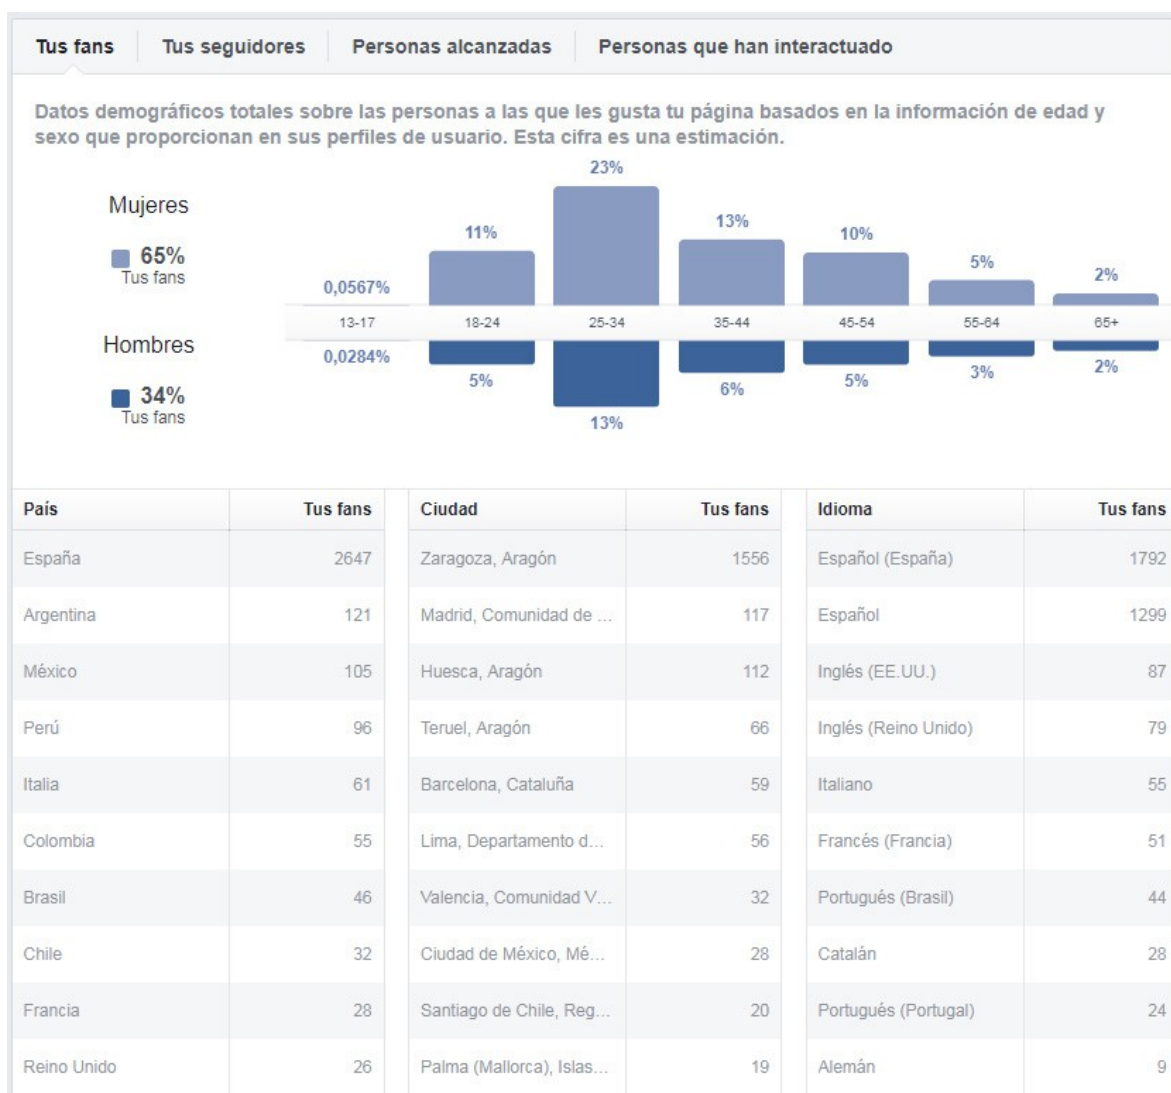 Tus fans Tus seguidores Personas alcanzadas Personas que han interactuado
Datos demográficos totales sobre las personas a las que les gusta tu página basados en la información de edad y
sexo que proporcionan en sus perfiles de usuario. Esta cifra es una estimación.
Mujeres
65%
Tus fans
0,0567% 11% 23% 13% 10% 5% 2%
13-17 18-24 25-34 35-44 45-54 55-64 65+
0,0284% 5% 13% 6% 5% 3% 2%
Hombres
34%
Tus fans
País Tus fans Ciudad Tus fans Idioma Tus fans
España 2647 Zaragoza, Aragón 1556 Español (España) 1792
Argentina 121 Madrid, Comunidad de ... 117 Español 1299
México 105 Huesca, Aragón 112 Inglés (EE.UU.) 87
Perú 96 Teruel, Aragón 66 Inglés (Reino Unido) 79
Italia 61 Barcelona, Cataluña 59 Italiano 55
Colombia 55 Lima, Departamento d... 56 Francés (Francia) 51
Brasil 46 Valencia, Comunidad V... 32 Portugués (Brasil) 44
Chile 32 Ciudad de México, Mé... 28 Catalán 28
Francia 28 Santiago de Chile, Reg... 20 Portugués (Portugal) 24
Reino Unido 26 Palma (Mallorca), Islas... 19 Alemán 9